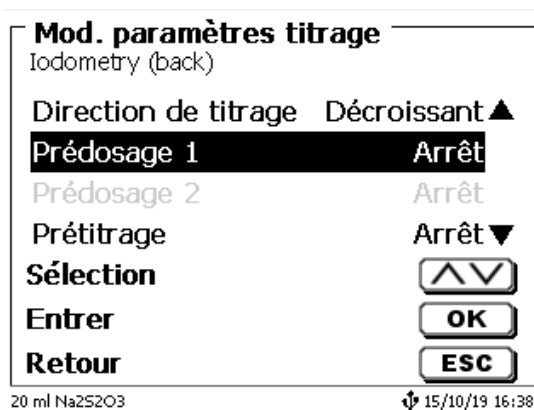 Mod. paramètres titrage
Iodometry (back)
Direction de titrage Décroissant
Prédosage 1 Arrêt
Prédosage 2 Arrêt
Prétitrage Arrêt
Sélection
Entrer OK
Retour ESC
20 ml Na2S2O3 15/10/19 16:38